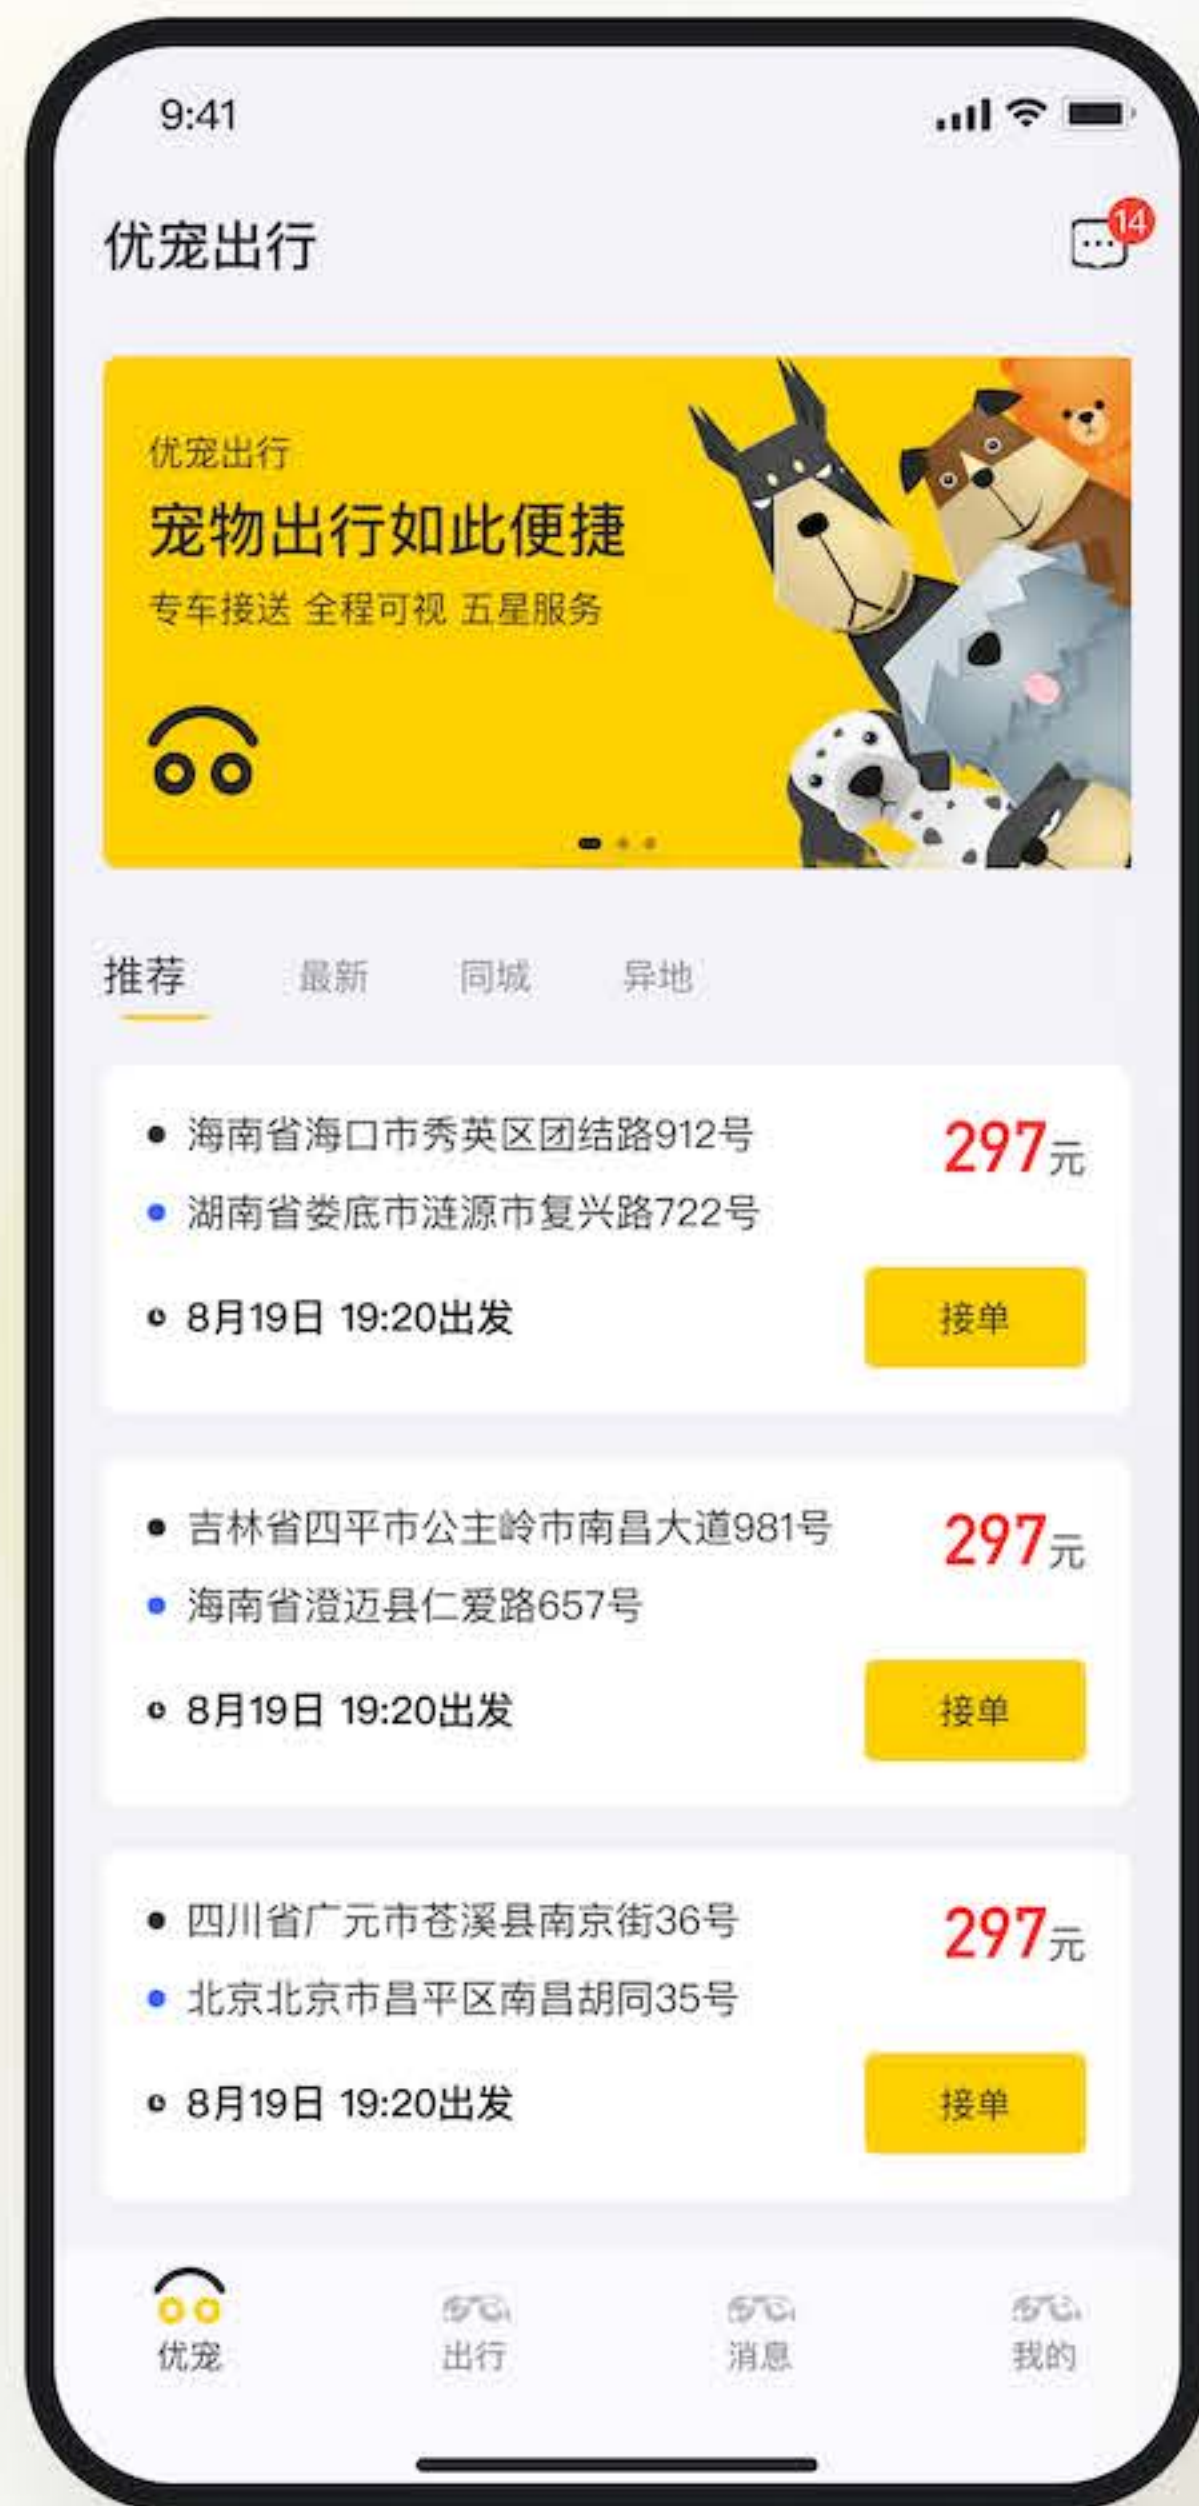 9:41
优宠出行
14
优宠出行
宠物出行如此便捷
专车接送 全程可视 五星服务
推荐 最新 同城 异地
海南省海口市秀英区团结路912号
297元
湖南省娄底市涟源市复兴路722号
8月19日 19:20出发
接单
吉林省四平市公主岭市南昌大道981号
297元
海南省澄迈县仁爱路657号
8月19日 19:20出发
接单
四川省广元市苍溪县南京街36号
297元
北京北京市昌平区南昌胡同35号
8月19日 19:20出发
接单
优宠 出行 消息 我的